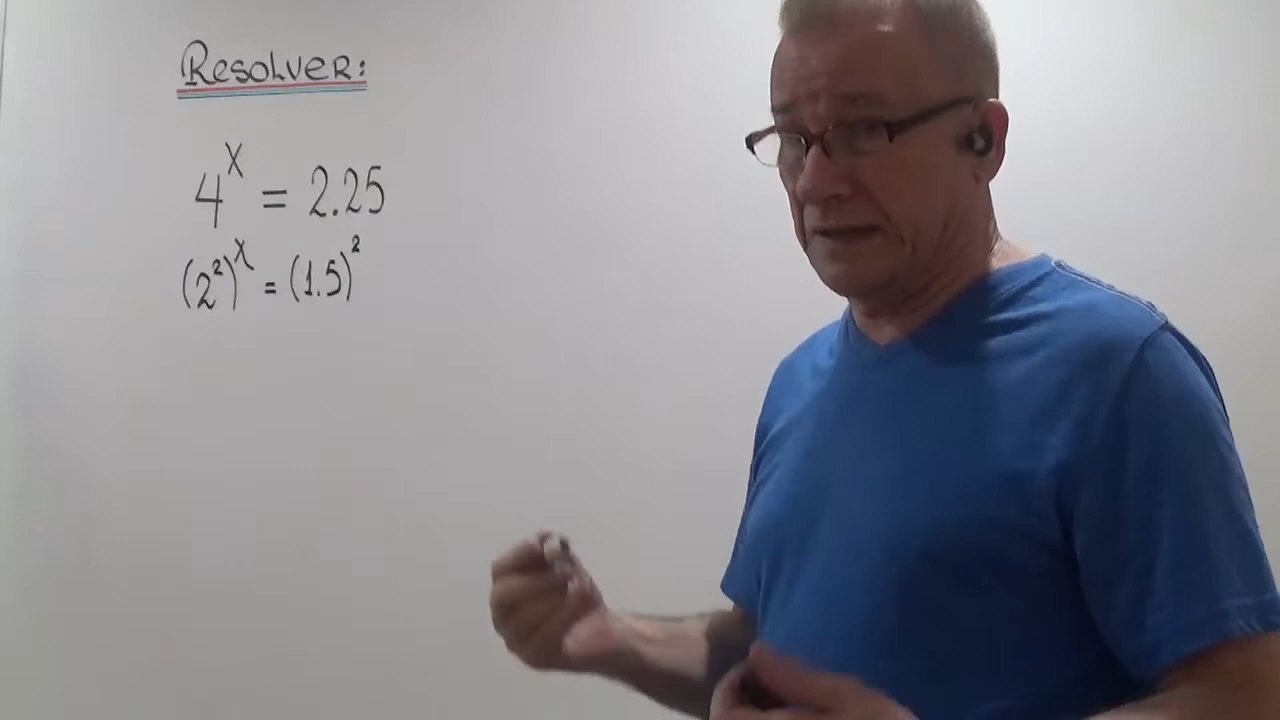 Resolver:
4^x = 2.25
(2²)^x = (1.5)²